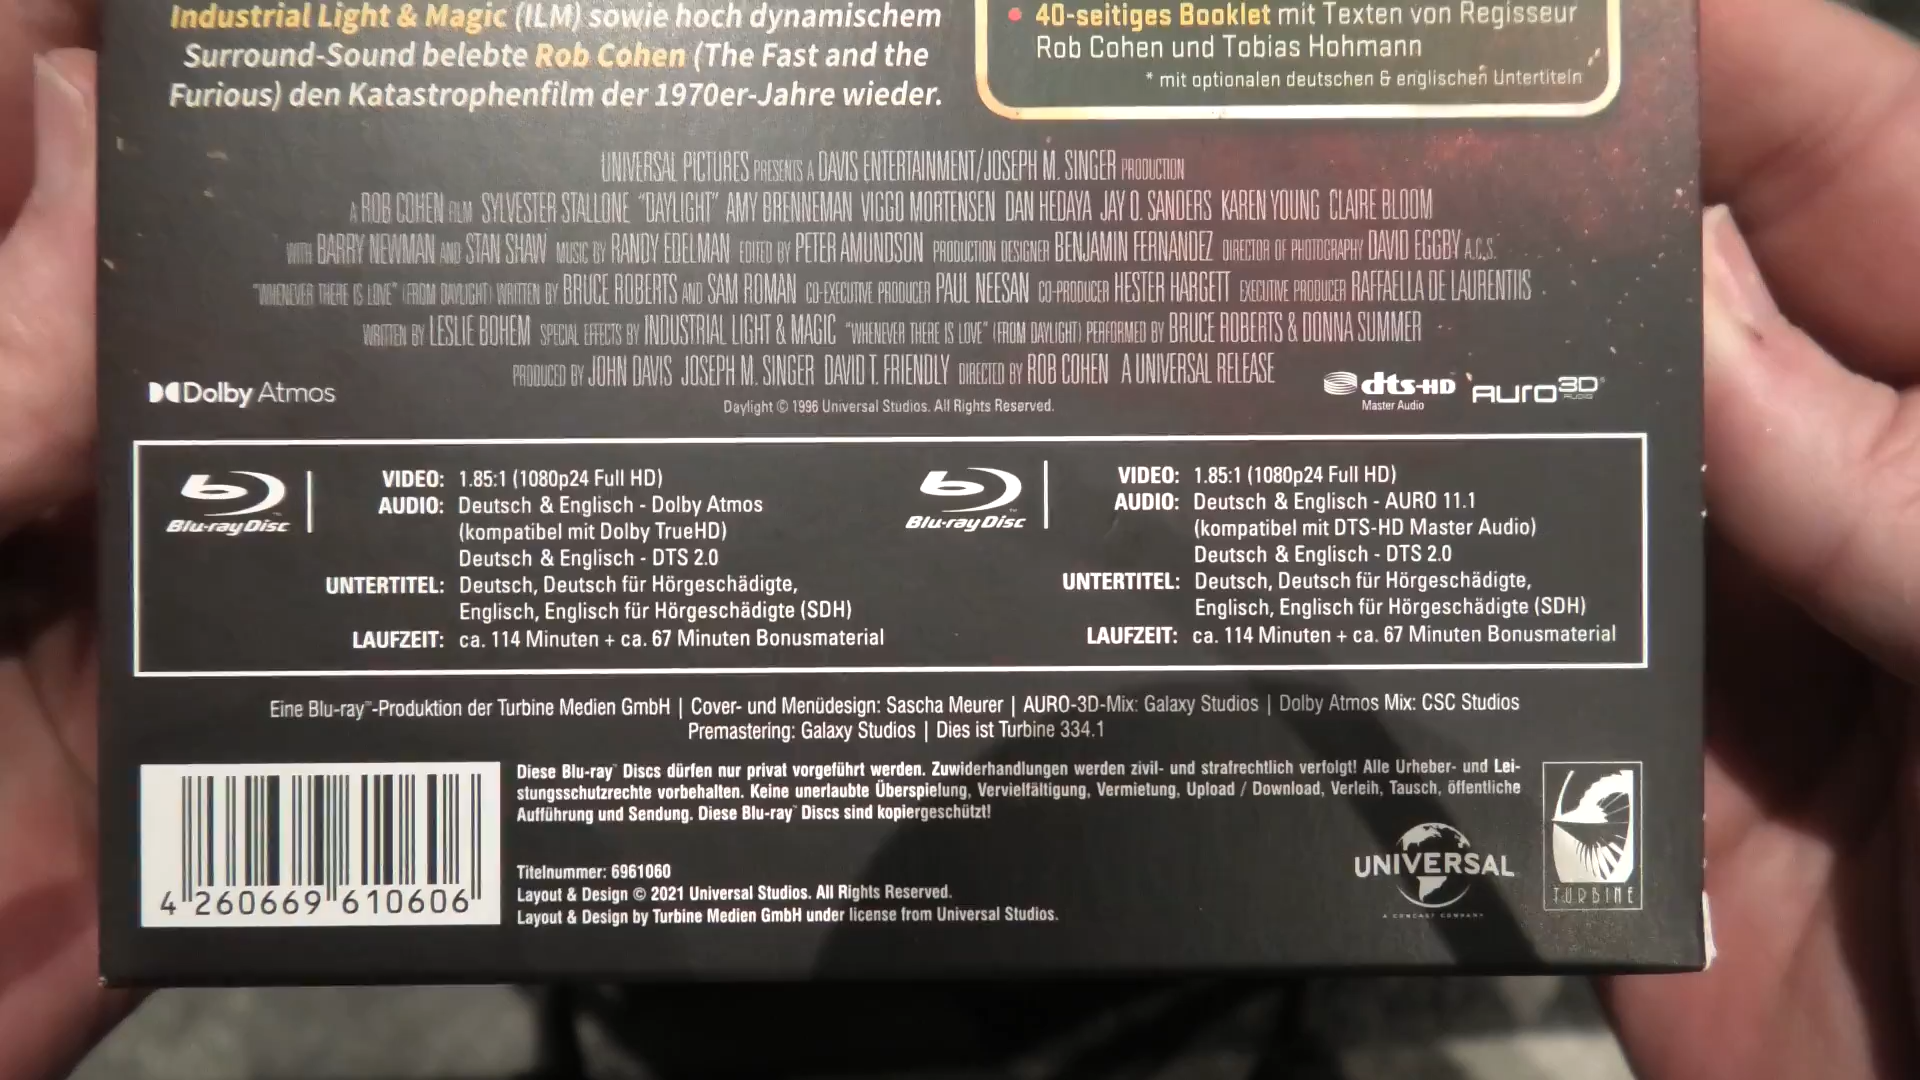 Industrial Light & Magic (ILM) sowie hoch dynamischem
Surround-Sound belebte Rob Cohen (The Fast and the
Furious) den Katastrophenfilm der 1970er-Jahre wieder.
• 40-seitiges Booklet mit Texten von Regisseur
Rob Cohen und Tobias Hohmann
* mit optionalen deutschen & englischen Untertiteln
UNIVERSAL PICTURES PRESENTS A DAVIS ENTERTAINMENT/JOSEPH M. SINGER PRODUCTION
A ROB COHEN FILM SYLVESTER STALLONE "DAYLIGHT" AMY BRENNEMAN VIGGO MORTENSEN DAN HEDAYA JAY O. SANDERS KAREN YOUNG CLAIRE BLOOM
WITH BARRY NEWMAN AND STAN SHAW MUSIC BY RANDY EDELMAN EDITED BY PETER AMUNDSON PRODUCTION DESIGNER BENJAMIN FERNANDEZ DIRECTOR OF PHOTOGRAPHY DAVID EGGBY A.C.S.
"WHENEVER THERE IS LOVE" (FROM DAYLIGHT) WRITTEN BY BRUCE ROBERTS AND SAM ROMAN CO-EXECUTIVE PRODUCER PAUL NEESAN CO-PRODUCER HESTER HARGETT EXECUTIVE PRODUCER RAFFAELLA DE LAURENTIIS
WRITTEN BY LESLIE BOHEM SPECIAL EFFECTS BY INDUSTRIAL LIGHT & MAGIC "WHENEVER THERE IS LOVE" (FROM DAYLIGHT) PERFORMED BY BRUCE ROBERTS & DONNA SUMMER
PRODUCED BY JOHN DAVIS JOSEPH M. SINGER DAVID T. FRIENDLY DIRECTED BY ROB COHEN A UNIVERSAL RELEASE
Daylight © 1996 Universal Studios. All Rights Reserved.
Dolby Atmos
dts-HD
Master Audio
AURO 3D
AUDIO
Blu-ray Disc
VIDEO: 1.85:1 (1080p24 Full HD)
AUDIO: Deutsch & Englisch - Dolby Atmos
(kompatibel mit Dolby TrueHD)
Deutsch & Englisch - DTS 2.0
UNTERTITEL: Deutsch, Deutsch für Hörgeschädigte,
Englisch, Englisch für Hörgeschädigte (SDH)
LAUFZEIT: ca. 114 Minuten + ca. 67 Minuten Bonusmaterial
Blu-ray Disc
VIDEO: 1.85:1 (1080p24 Full HD)
AUDIO: Deutsch & Englisch - AURO 11.1
(kompatibel mit DTS-HD Master Audio)
Deutsch & Englisch - DTS 2.0
UNTERTITEL: Deutsch, Deutsch für Hörgeschädigte,
Englisch, Englisch für Hörgeschädigte (SDH)
LAUFZEIT: ca. 114 Minuten + ca. 67 Minuten Bonusmaterial
Eine Blu-ray™-Produktion der Turbine Medien GmbH | Cover- und Menüdesign: Sascha Meurer | AURO-3D-Mix: Galaxy Studios | Dolby Atmos Mix: CSC Studios
Premastering: Galaxy Studios | Dies ist Turbine 334.1
Diese Blu-ray™ Discs dürfen nur privat vorgeführt werden. Zuwiderhandlungen werden zivil- und strafrechtlich verfolgt! Alle Urheber- und Lei-
stungsschutzrechte vorbehalten. Keine unerlaubte Überspielung, Vervielfältigung, Vermietung, Upload / Download, Verleih, Tausch, öffentliche
Aufführung und Sendung. Diese Blu-ray™ Discs sind kopiergeschützt!
Titelnummer: 6961060
Layout & Design © 2021 Universal Studios. All Rights Reserved.
Layout & Design by Turbine Medien GmbH under license from Universal Studios.
4 260669 610606
UNIVERSAL
A COMCAST COMPANY
TURBINE